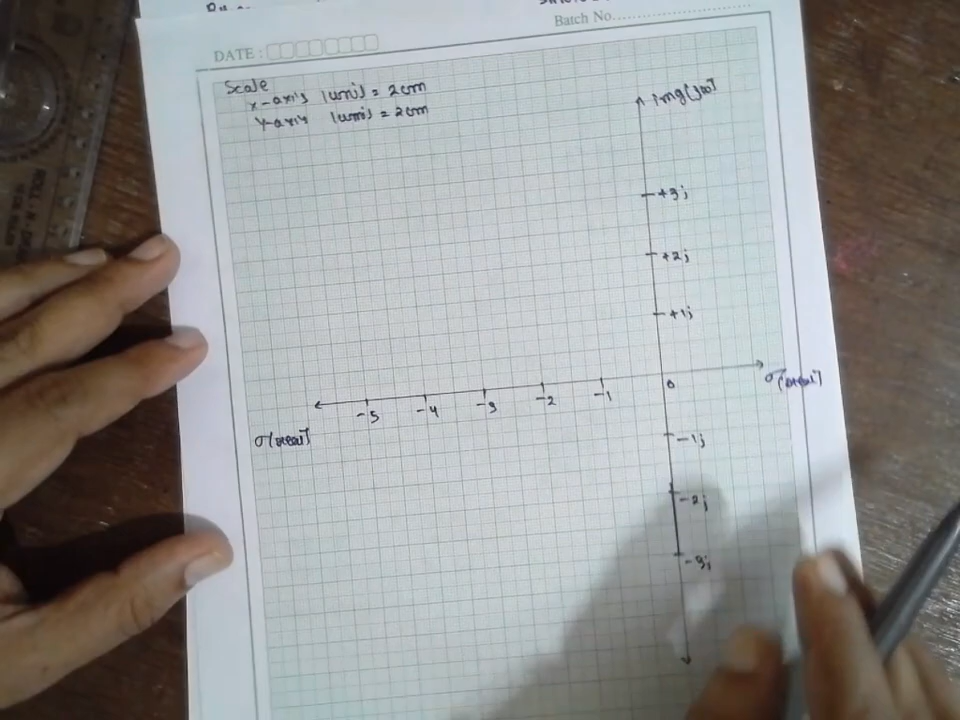 Batch No.
DATE :
Scale
x-axis 1unit = 2cm
y-axis 1unit = 2cm
img(jω)
+3j
+2j
+1j
σ(real)
-5 -4 -3 -2 -1 0
σ(real)
-1j
-2j
-3j